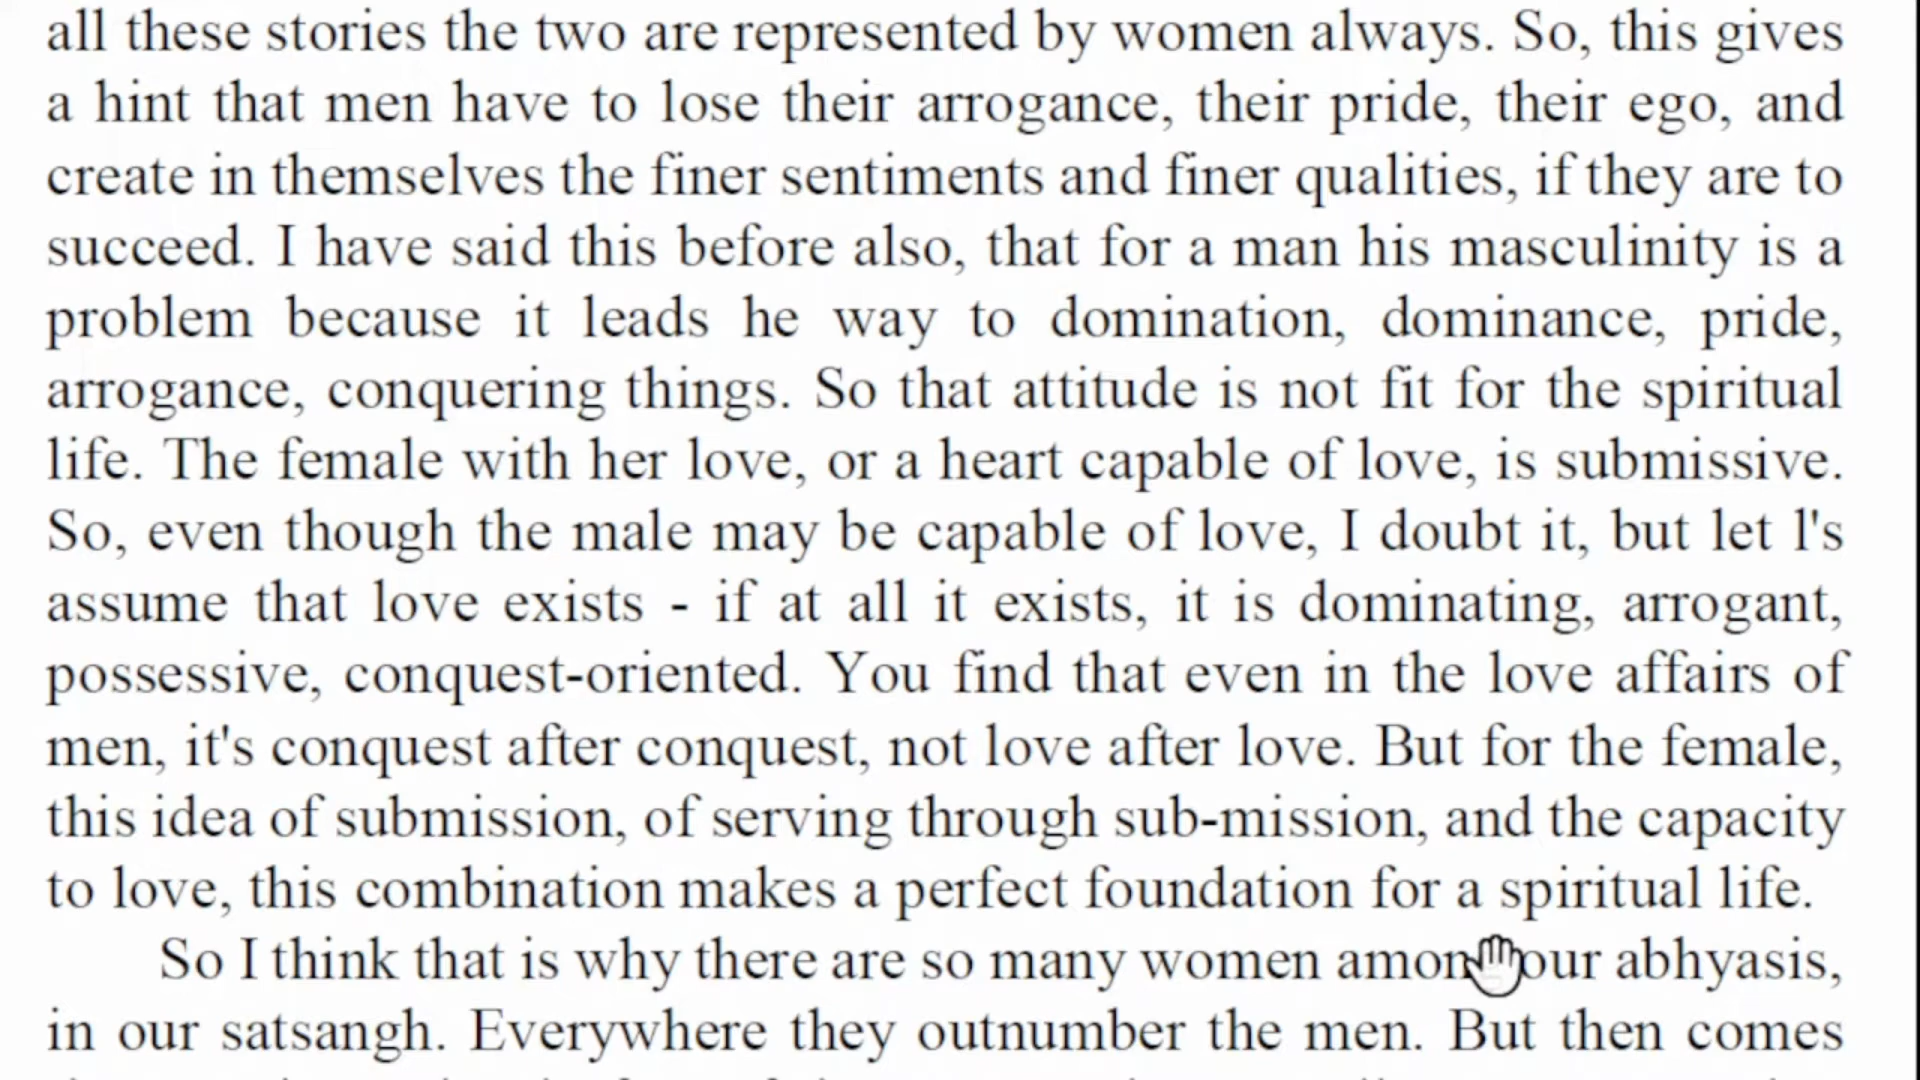 all these stories the two are represented by women always. So, this gives
a hint that men have to lose their arrogance, their pride, their ego, and
create in themselves the finer sentiments and finer qualities, if they are to
succeed. I have said this before also, that for a man his masculinity is a
problem because it leads he way to domination, dominance, pride,
arrogance, conquering things. So that attitude is not fit for the spiritual
life. The female with her love, or a heart capable of love, is submissive.
So, even though the male may be capable of love, I doubt it, but let l's
assume that love exists - if at all it exists, it is dominating, arrogant,
possessive, conquest-oriented. You find that even in the love affairs of
men, it's conquest after conquest, not love after love. But for the female,
this idea of submission, of serving through sub-mission, and the capacity
to love, this combination makes a perfect foundation for a spiritual life.
So I think that is why there are so many women among our abhyasis,
in our satsangh. Everywhere they outnumber the men. But then comes